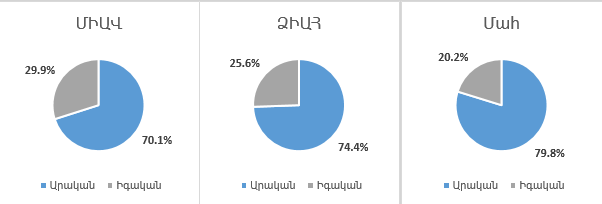 ՄԻԱՎ
29.9%
70.1%
Արական Իգական
ՁԻԱՀ
25.6%
74.4%
Արական Իգական
Մահ
20.2%
79.8%
Արական Իգական